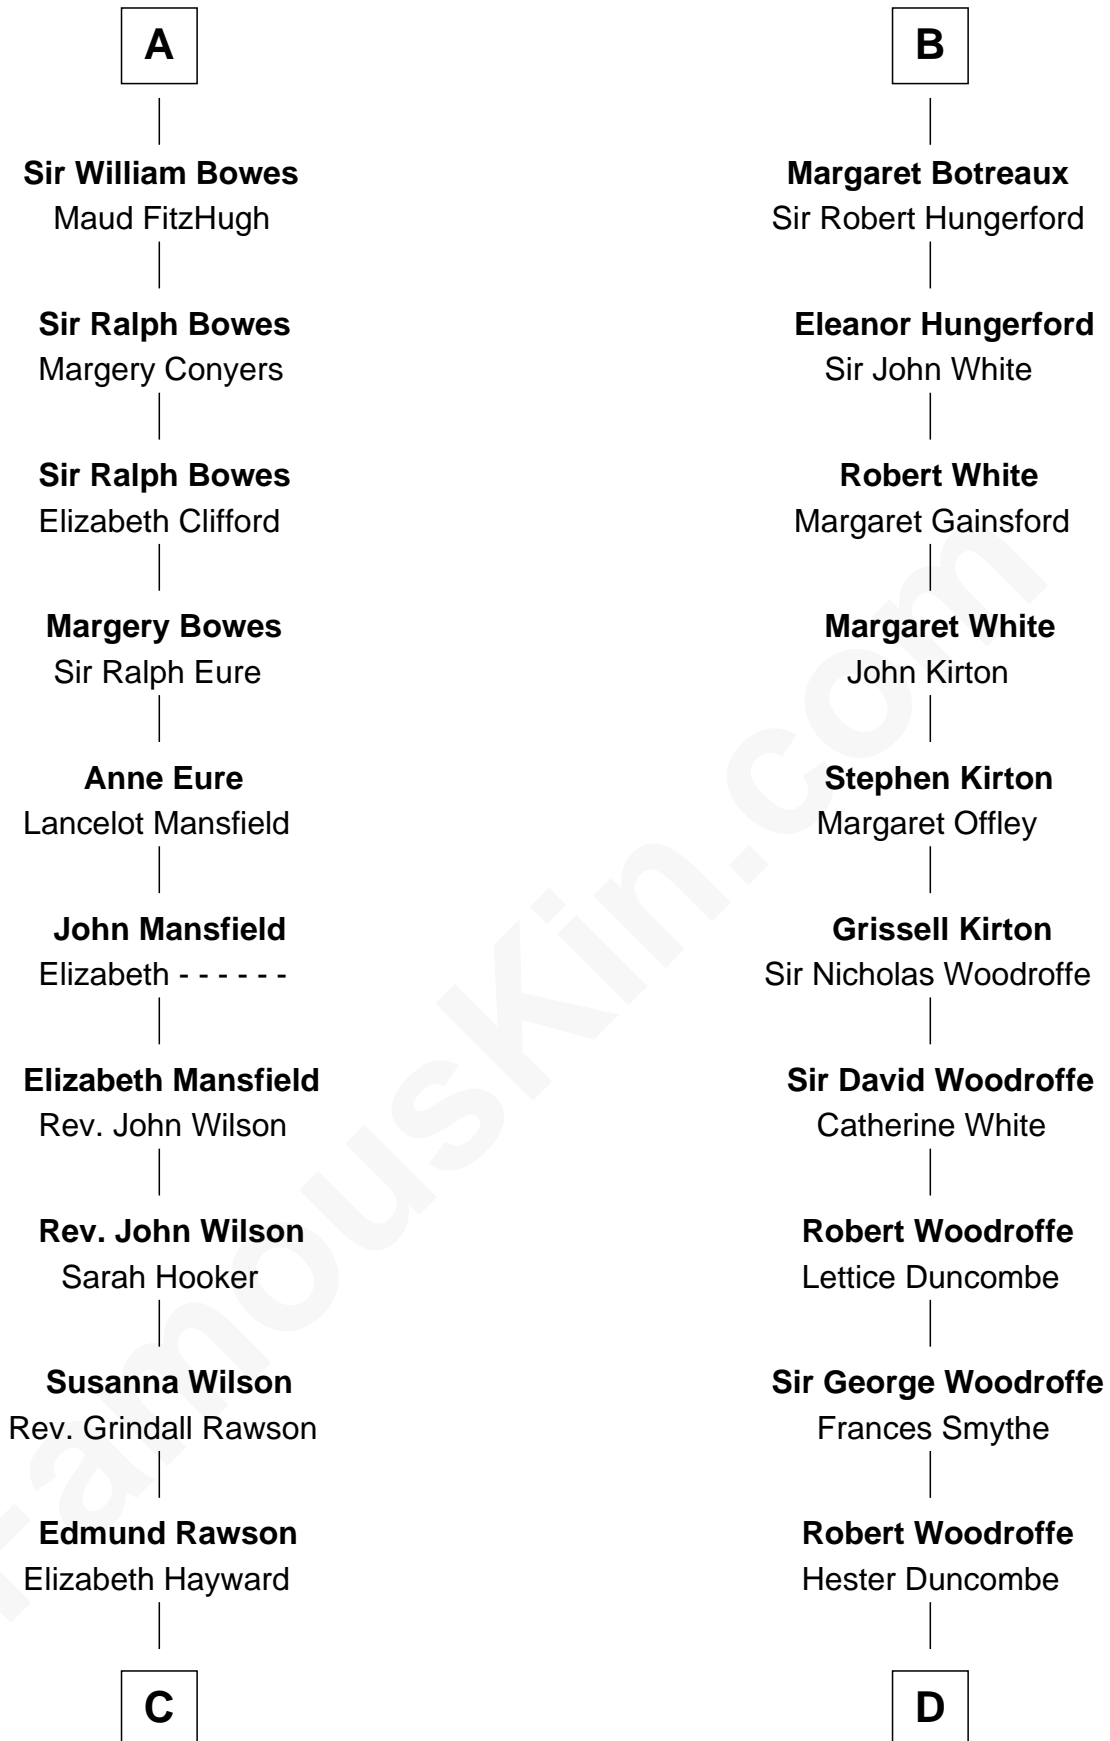 A
Sir William Bowes
Maud FitzHugh
Sir Ralph Bowes
Margery Conyers
Sir Ralph Bowes
Elizabeth Clifford
Margery Bowes
Sir Ralph Eure
Anne Eure
Lancelot Mansfield
John Mansfield
Elizabeth - - - - - -
Elizabeth Mansfield
Rev. John Wilson
Rev. John Wilson
Sarah Hooker
Susanna Wilson
Rev. Grindall Rawson
Edmund Rawson
Elizabeth Hayward
C
B
Margaret Botreaux
Sir Robert Hungerford
Eleanor Hungerford
Sir John White
Robert White
Margaret Gainsford
Margaret White
John Kirton
Stephen Kirton
Margaret Offley
Grissell Kirton
Sir Nicholas Woodroffe
Sir David Woodroffe
Catherine White
Robert Woodroffe
Lettice Duncombe
Sir George Woodroffe
Frances Smythe
Robert Woodroffe
Hester Duncombe
D
FamousKin.com